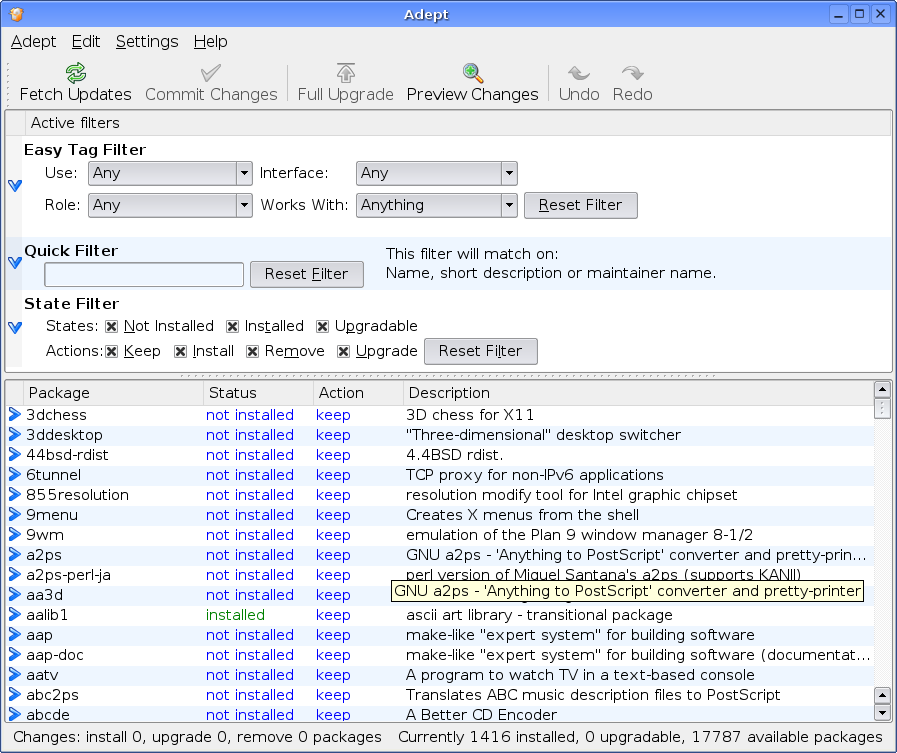 Adept
Adept Edit Settings Help
Fetch Updates Commit Changes Full Upgrade Preview Changes Undo Redo
Active filters
Easy Tag Filter
Use: Any Interface: Any
Role: Any Works With: Anything Reset Filter
Quick Filter
This filter will match on:
Reset Filter Name, short description or maintainer name.
State Filter
States: Not Installed Installed Upgradable
Actions: Keep Install Remove Upgrade Reset Filter
Package Status Action Description
3dchess not installed keep 3D chess for X11
3ddesktop not installed keep "Three-dimensional" desktop switcher
44bsd-rdist not installed keep 4.4BSD rdist.
6tunnel not installed keep TCP proxy for non-IPv6 applications
855resolution not installed keep resolution modify tool for Intel graphic chipset
9menu not installed keep Creates X menus from the shell
9wm not installed keep emulation of the Plan 9 window manager 8-1/2
a2ps not installed keep GNU a2ps - 'Anything to PostScript' converter and pretty-prin...
a2ps-perl-ja not installed keep perl version of Miguel Santana's a2ps (supports KANJI)
aa3d not installed keep GNU a2ps - 'Anything to PostScript' converter and pretty-printer
aalib1 installed keep ascii art library - transitional package
aap not installed keep make-like "expert system" for building software
aap-doc not installed keep make-like "expert system" for building software (documentat...
aatv not installed keep A program to watch TV in a text-based console
abc2ps not installed keep Translates ABC music description files to PostScript
abcde not installed keep A Better CD Encoder
Changes: install 0, upgrade 0, remove 0 packages Currently 1416 installed, 0 upgradable, 17787 available packages